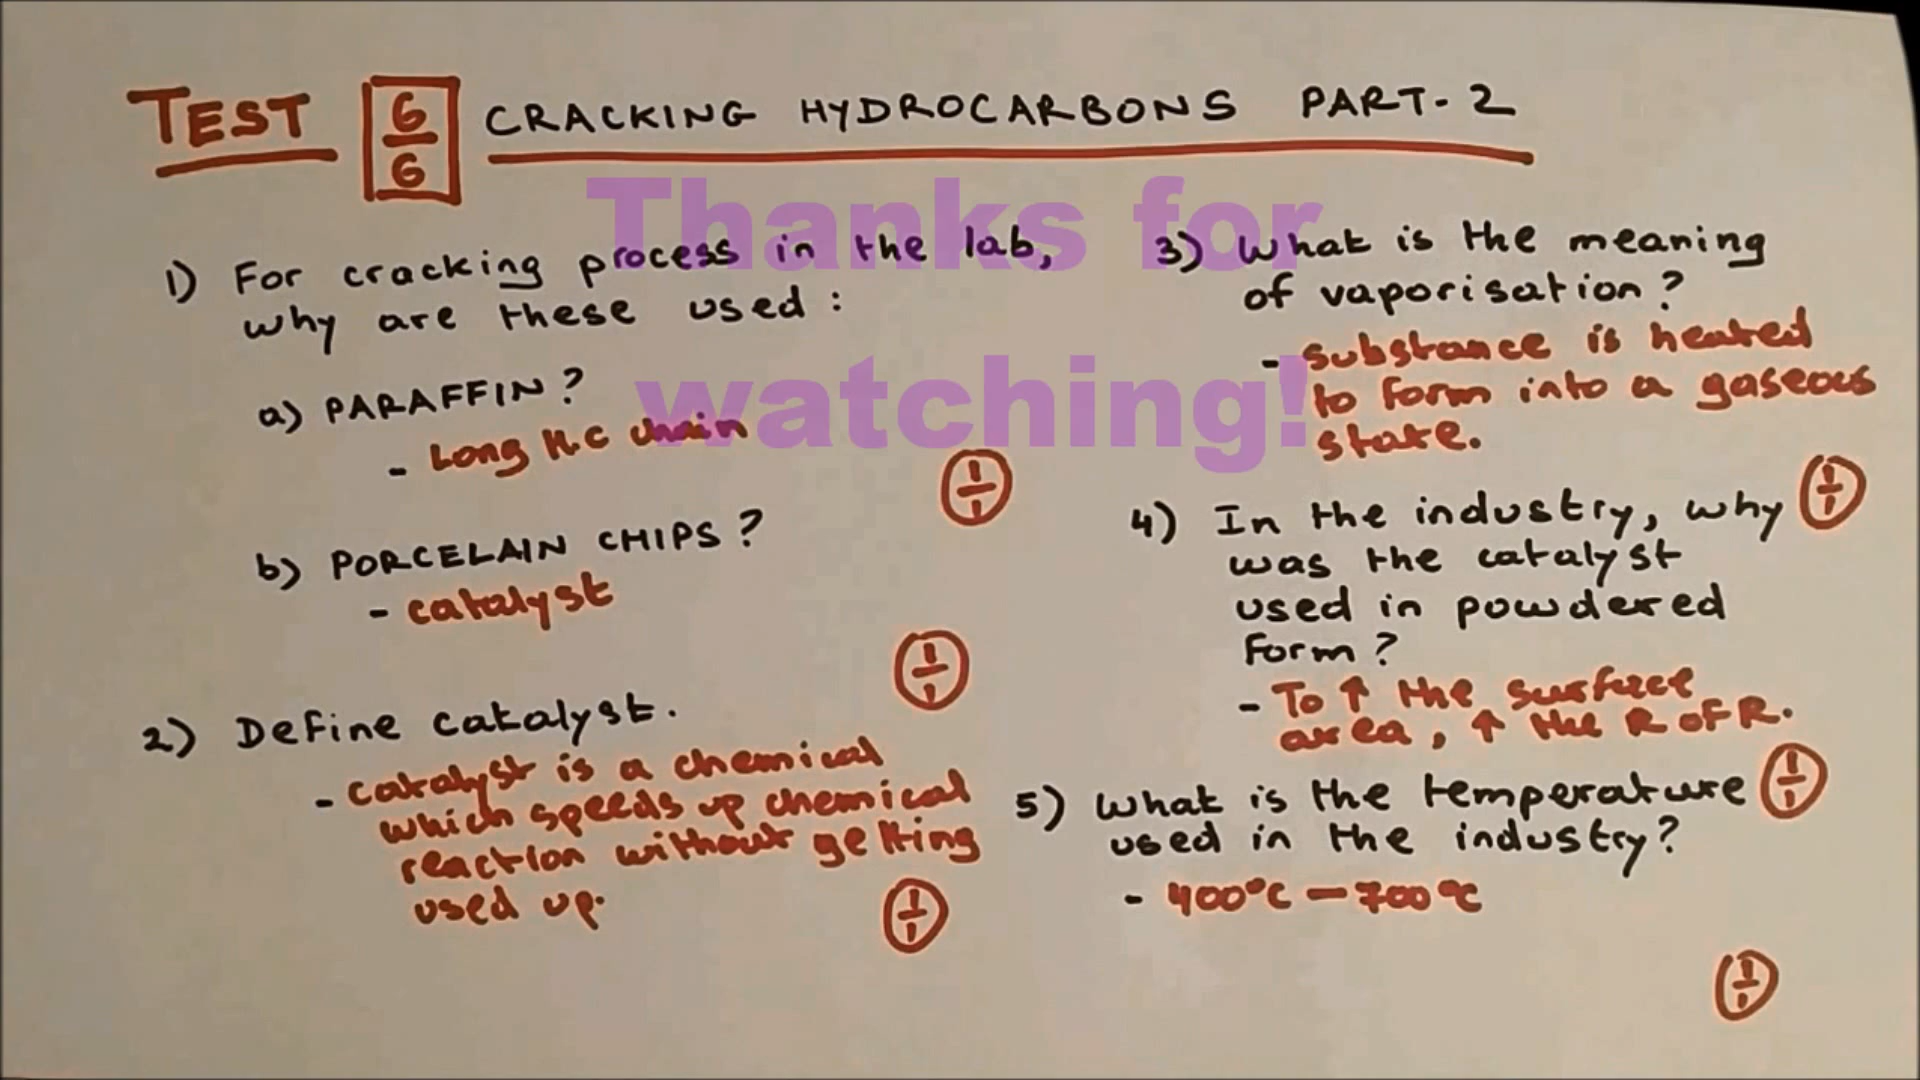 TEST 6/6 CRACKING HYDROCARBONS PART-2
Thanks for
watching!
1) For cracking process in the lab,
why are these used:
a) PARAFFIN?
- Long H.C chain
1/1
b) PORCELAIN CHIPS?
- catalyst
1/1
2) Define catalyst.
- catalyst is a chemical
which speeds up chemical
reaction without getting
used up.
1/1
3) What is the meaning
of vaporisation?
- substance is heated
to form into a gaseous
state.
1/1
4) In the industry, why
was the catalyst
used in powdered
form?
- To ↑ the surface
area, ↑ the R OF R.
1/1
5) What is the temperature
used in the industry?
- 400°C - 700°C
1/1